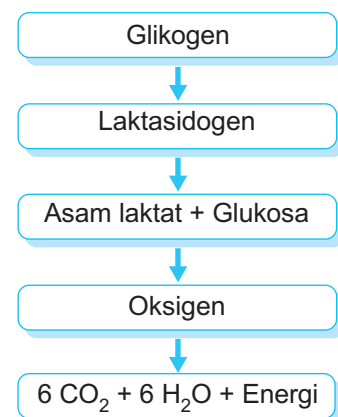 Glikogen
Laktasidogen
Asam laktat + Glukosa
Oksigen
6 CO₂ + 6 H₂O + Energi